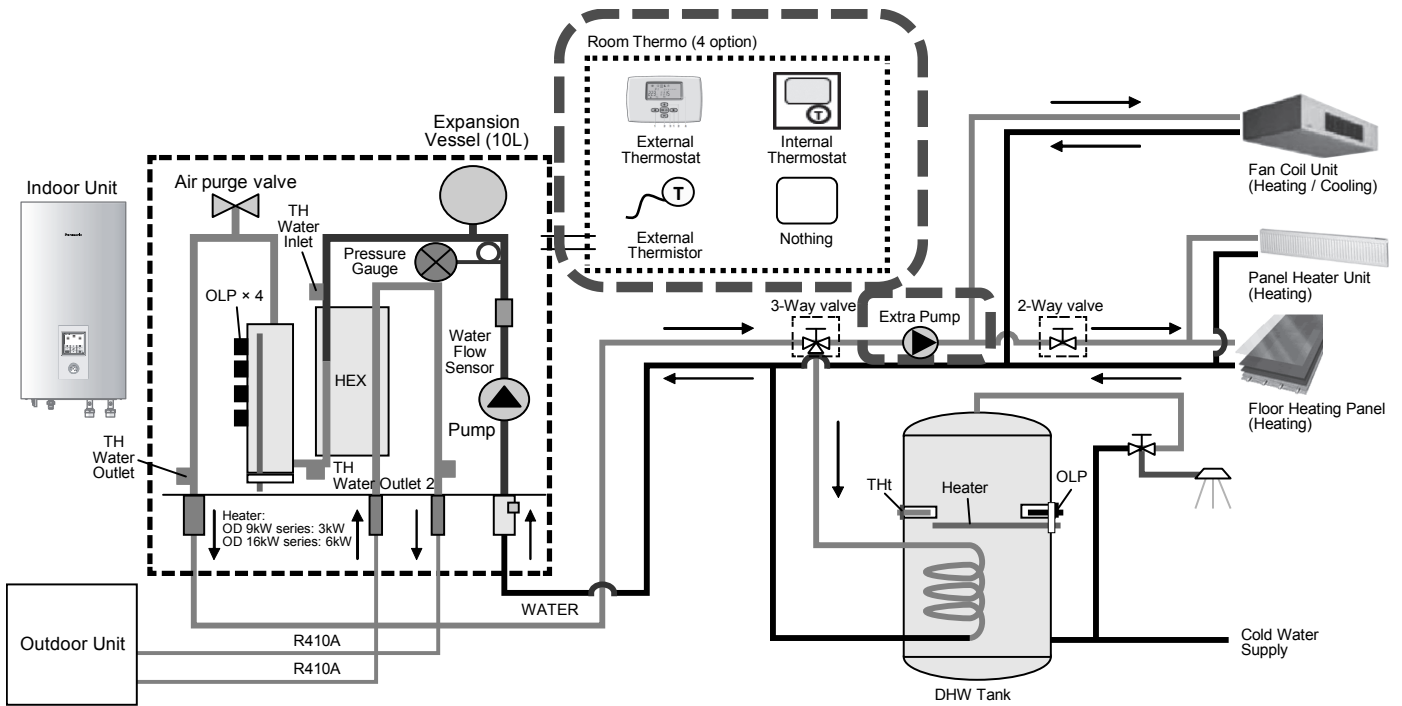 Room Thermo (4 option)
External
Thermostat
Internal
Thermostat
T
T
External
Thermistor
Nothing
Expansion
Vessel (10L)
Indoor Unit
Panasonic
Air purge valve
TH
Water
Inlet
Pressure
Gauge
OLP × 4
HEX
Water
Flow
Sensor
Pump
TH
Water
Outlet
TH
Water Outlet 2
Heater:
OD 9kW series: 3kW
OD 16kW series: 6kW
Outdoor Unit
WATER
R410A
R410A
3-Way valve
Extra Pump
2-Way valve
Fan Coil Unit
(Heating / Cooling)
Panel Heater Unit
(Heating)
Floor Heating Panel
(Heating)
THt
Heater
OLP
Cold Water
Supply
DHW Tank